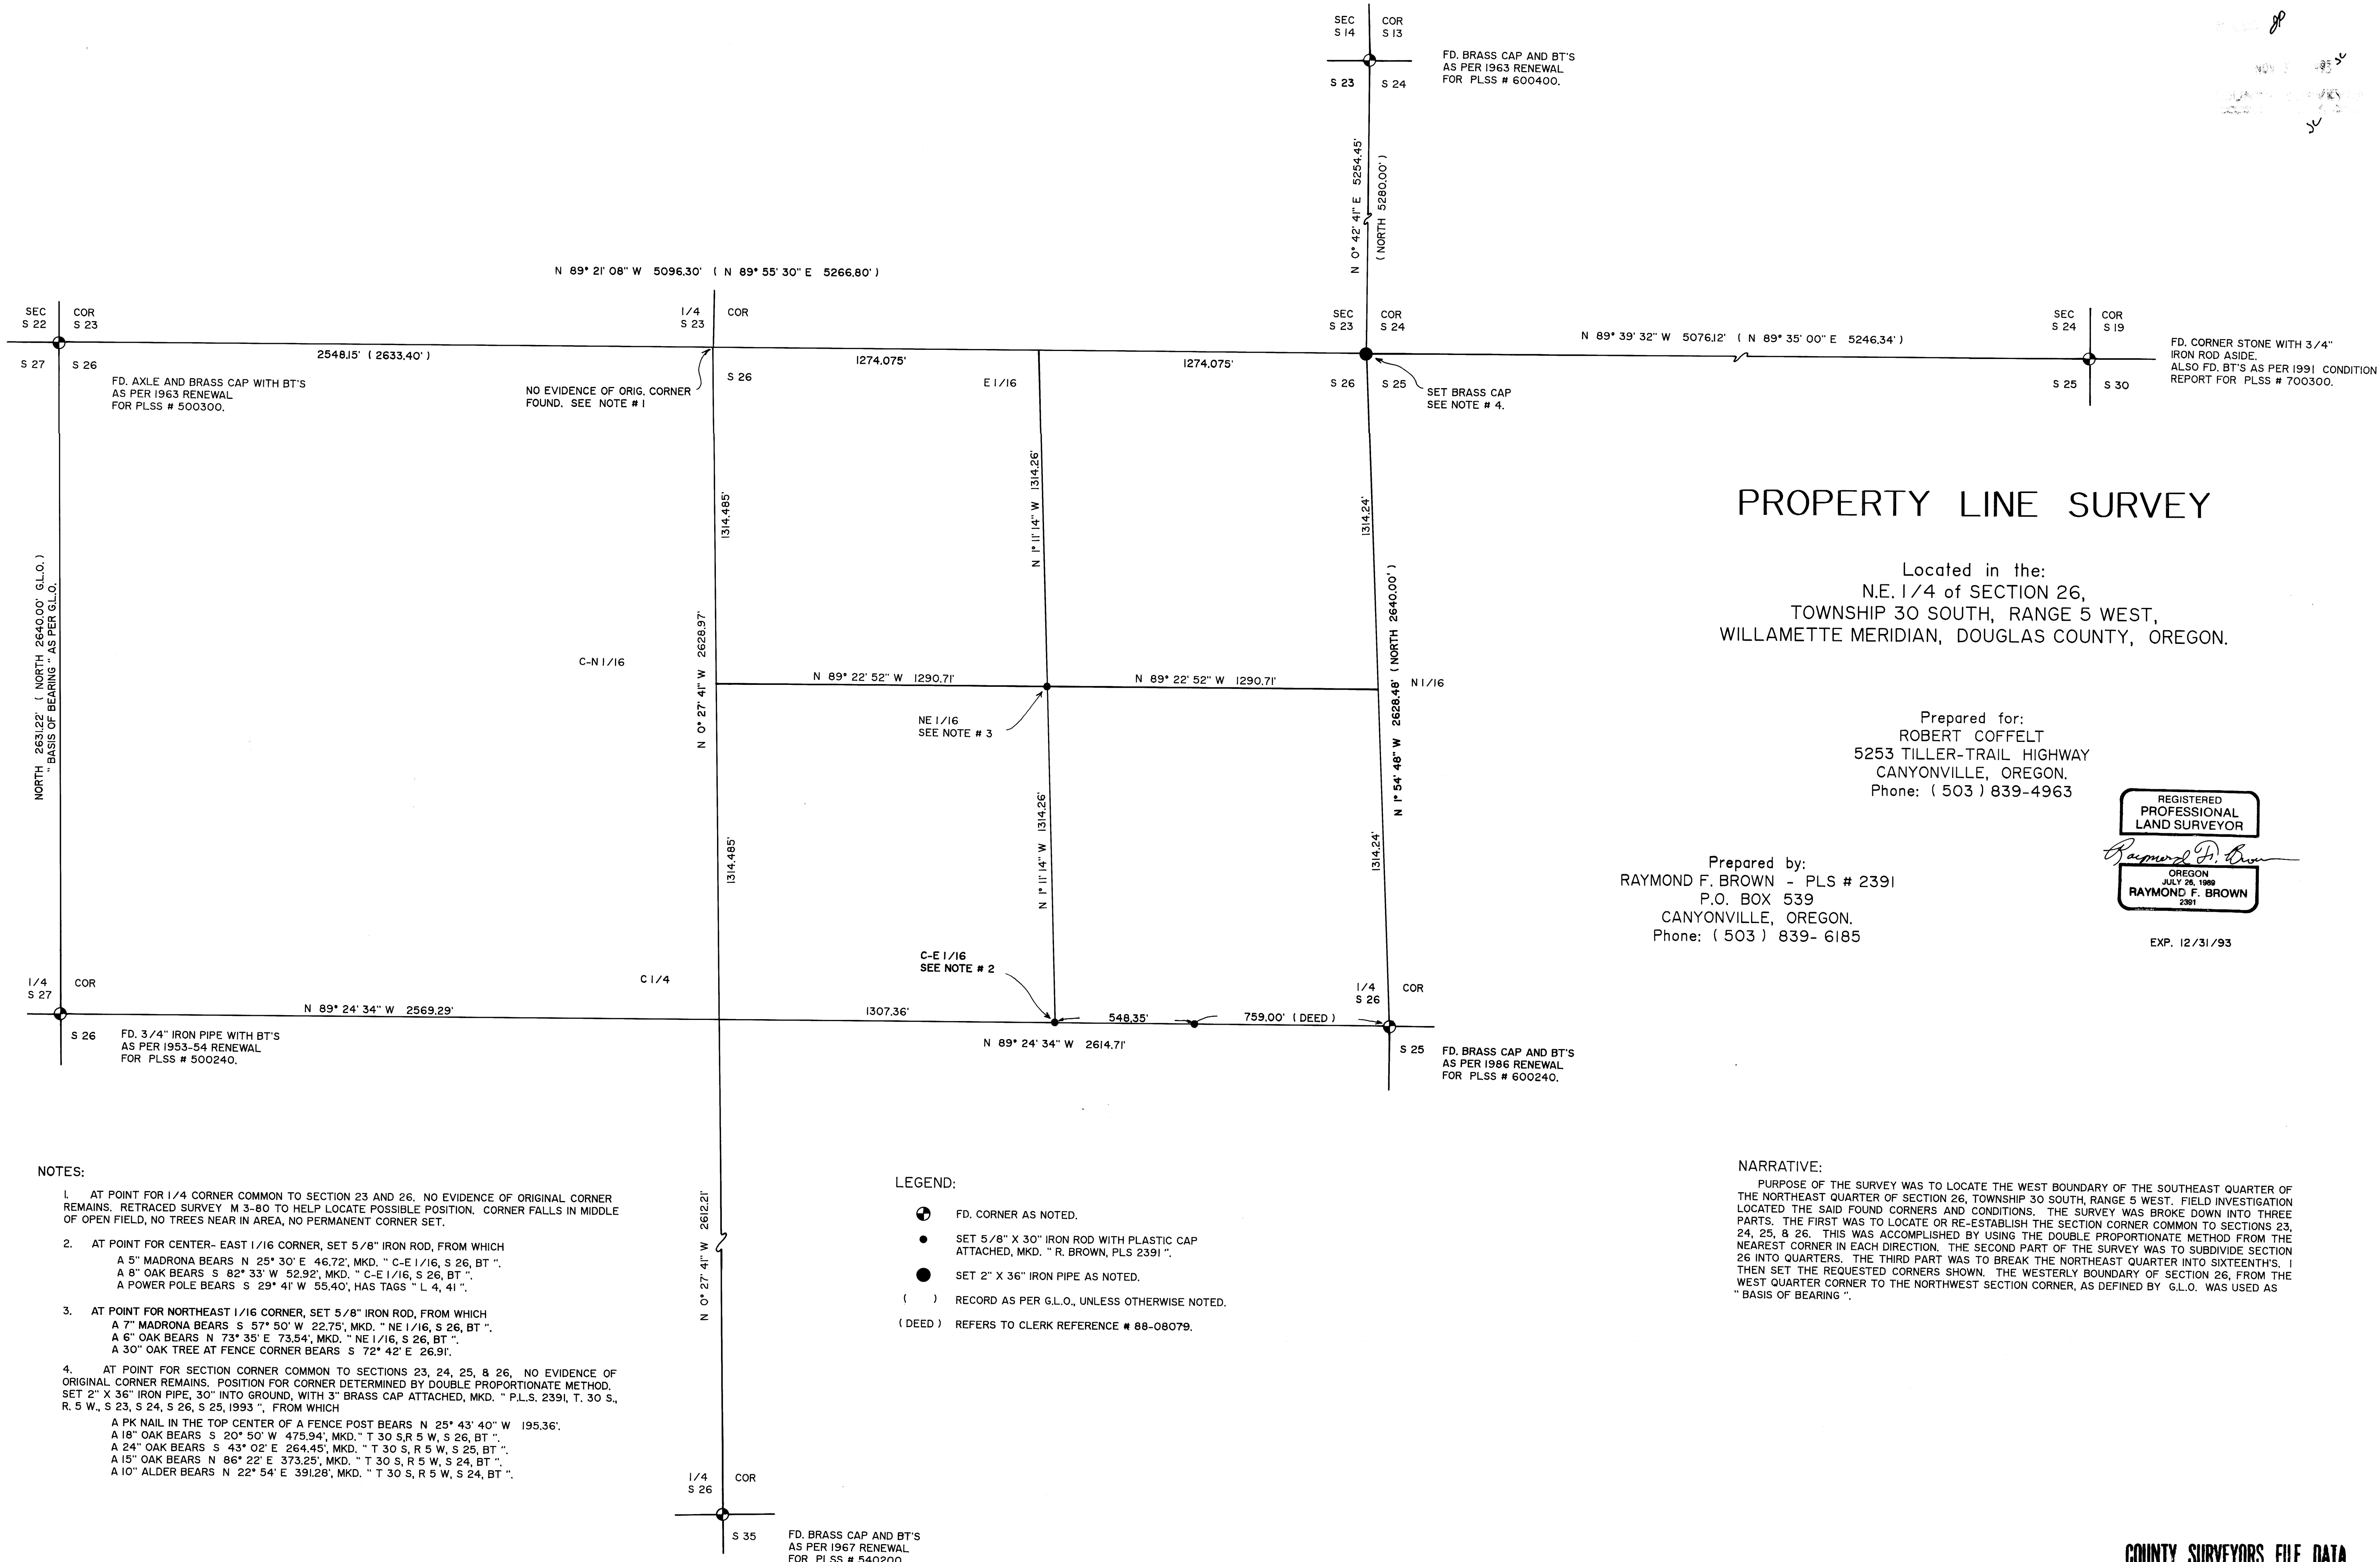 SEC COR
S 14 S 13
S 23 S 24
FD. BRASS CAP AND BT'S
AS PER 1963 RENEWAL
FOR PLSS # 600400.
N 0° 42' 41" E 5254.45'
( NORTH 5280.00' )
N 89° 21' 08" W 5096.30' ( N 89° 55' 30" E 5266.80' )
SEC COR
S 22 S 23
S 27 S 26
FD. AXLE AND BRASS CAP WITH BT'S
AS PER 1963 RENEWAL
FOR PLSS # 500300.
2548.15' ( 2633.40' )
1/4 COR
S 23
S 26
NO EVIDENCE OF ORIG. CORNER
FOUND. SEE NOTE # 1
1274.075'
E 1/16
1274.075'
SEC COR
S 23 S 24
S 26 S 25
SET BRASS CAP
SEE NOTE # 4.
N 89° 39' 32" W 5076.12' ( N 89° 35' 00" E 5246.34' )
SEC COR
S 24 S 19
S 25 S 30
FD. CORNER STONE WITH 3/4"
IRON ROD ASIDE.
ALSO FD. BT'S AS PER 1991 CONDITION
REPORT FOR PLSS # 700300.
NORTH 2631.22' ( NORTH 2640.00' G.L.O. )
" BASIS OF BEARING " AS PER G.L.O.
1314.485'
N 0° 27' 41" W 2628.97'
1314.485'
N 1° 11' 14" W 1314.26'
N 1° 11' 14" W 1314.26'
1314.24'
N 1° 54' 48" W 2628.48' ( NORTH 2640.00' )
1314.24'
C-N 1/16
N 89° 22' 52" W 1290.71'
N 89° 22' 52" W 1290.71'
N 1/16
NE 1/16
SEE NOTE # 3
C-E 1/16
SEE NOTE # 2
C 1/4
1/4 COR
S 27
S 26
FD. 3/4" IRON PIPE WITH BT'S
AS PER 1953-54 RENEWAL
FOR PLSS # 500240.
N 89° 24' 34" W 2569.29'
1307.36'
548.35'
759.00' ( DEED )
N 89° 24' 34" W 2614.71'
1/4 COR
S 26
S 25
FD. BRASS CAP AND BT'S
AS PER 1986 RENEWAL
FOR PLSS # 600240.
PROPERTY LINE SURVEY
Located in the:
N.E. 1/4 of SECTION 26,
TOWNSHIP 30 SOUTH, RANGE 5 WEST,
WILLAMETTE MERIDIAN, DOUGLAS COUNTY, OREGON.
Prepared for:
ROBERT COFFELT
5253 TILLER-TRAIL HIGHWAY
CANYONVILLE, OREGON.
Phone: ( 503 ) 839-4963
Prepared by:
RAYMOND F. BROWN - PLS # 2391
P.O. BOX 539
CANYONVILLE, OREGON.
Phone: ( 503 ) 839- 6185
REGISTERED
PROFESSIONAL
LAND SURVEYOR
Raymond F. Brown
OREGON
JULY 26, 1989
RAYMOND F. BROWN
2391
EXP. 12/31/93
NOTES:
1. AT POINT FOR 1/4 CORNER COMMON TO SECTION 23 AND 26. NO EVIDENCE OF ORIGINAL CORNER
REMAINS. RETRACED SURVEY M 3-80 TO HELP LOCATE POSSIBLE POSITION. CORNER FALLS IN MIDDLE
OF OPEN FIELD, NO TREES NEAR IN AREA, NO PERMANENT CORNER SET.
2. AT POINT FOR CENTER- EAST 1/16 CORNER, SET 5/8" IRON ROD, FROM WHICH
A 5" MADRONA BEARS N 25° 30' E 46.72', MKD. " C-E 1/16, S 26, BT ".
A 8" OAK BEARS S 82° 33' W 52.92', MKD. " C-E 1/16, S 26, BT ".
A POWER POLE BEARS S 29° 41' W 55.40', HAS TAGS " L 4, 41 ".
3. AT POINT FOR NORTHEAST 1/16 CORNER, SET 5/8" IRON ROD, FROM WHICH
A 7" MADRONA BEARS S 57° 50' W 22.75', MKD. " NE 1/16, S 26, BT ".
A 6" OAK BEARS N 73° 35' E 73.54', MKD. " NE 1/16, S 26, BT ".
A 30" OAK TREE AT FENCE CORNER BEARS S 72° 42' E 26.91'.
4. AT POINT FOR SECTION CORNER COMMON TO SECTIONS 23, 24, 25, & 26, NO EVIDENCE OF
ORIGINAL CORNER REMAINS. POSITION FOR CORNER DETERMINED BY DOUBLE PROPORTIONATE METHOD.
SET 2" X 36" IRON PIPE, 30" INTO GROUND, WITH 3" BRASS CAP ATTACHED, MKD. " P.L.S. 2391, T. 30 S.,
R. 5 W., S 23, S 24, S 26, S 25, 1993 ", FROM WHICH
A PK NAIL IN THE TOP CENTER OF A FENCE POST BEARS N 25° 43' 40" W 195.36'.
A 18" OAK BEARS S 20° 50' W 475.94', MKD. " T 30 S,R 5 W, S 26, BT ".
A 24" OAK BEARS S 43° 02' E 264.45', MKD. " T 30 S, R 5 W, S 25, BT ".
A 15" OAK BEARS N 86° 22' E 373.25', MKD. " T 30 S, R 5 W, S 24, BT ".
A 10" ALDER BEARS N 22° 54' E 391.28', MKD. " T 30 S, R 5 W, S 24, BT ".
N 0° 27' 41" W 2612.21'
1/4 COR
S 26
S 35
FD. BRASS CAP AND BT'S
AS PER 1967 RENEWAL
FOR PLSS # 540200
LEGEND:
FD. CORNER AS NOTED.
SET 5/8" X 30" IRON ROD WITH PLASTIC CAP
ATTACHED, MKD. " R. BROWN, PLS 2391 ".
SET 2" X 36" IRON PIPE AS NOTED.
( ) RECORD AS PER G.L.O., UNLESS OTHERWISE NOTED.
( DEED ) REFERS TO CLERK REFERENCE # 88-08079.
NARRATIVE:
PURPOSE OF THE SURVEY WAS TO LOCATE THE WEST BOUNDARY OF THE SOUTHEAST QUARTER OF
THE NORTHEAST QUARTER OF SECTION 26, TOWNSHIP 30 SOUTH, RANGE 5 WEST. FIELD INVESTIGATION
LOCATED THE SAID FOUND CORNERS AND CONDITIONS. THE SURVEY WAS BROKE DOWN INTO THREE
PARTS. THE FIRST WAS TO LOCATE OR RE-ESTABLISH THE SECTION CORNER COMMON TO SECTIONS 23,
24, 25, & 26. THIS WAS ACCOMPLISHED BY USING THE DOUBLE PROPORTIONATE METHOD FROM THE
NEAREST CORNER IN EACH DIRECTION. THE SECOND PART OF THE SURVEY WAS TO SUBDIVIDE SECTION
26 INTO QUARTERS. THE THIRD PART WAS TO BREAK THE NORTHEAST QUARTER INTO SIXTEENTH'S. I
THEN SET THE REQUESTED CORNERS SHOWN. THE WESTERLY BOUNDARY OF SECTION 26, FROM THE
WEST QUARTER CORNER TO THE NORTHWEST SECTION CORNER, AS DEFINED BY G.L.O. WAS USED AS
" BASIS OF BEARING ".
COUNTY SURVEYORS FILE DATA